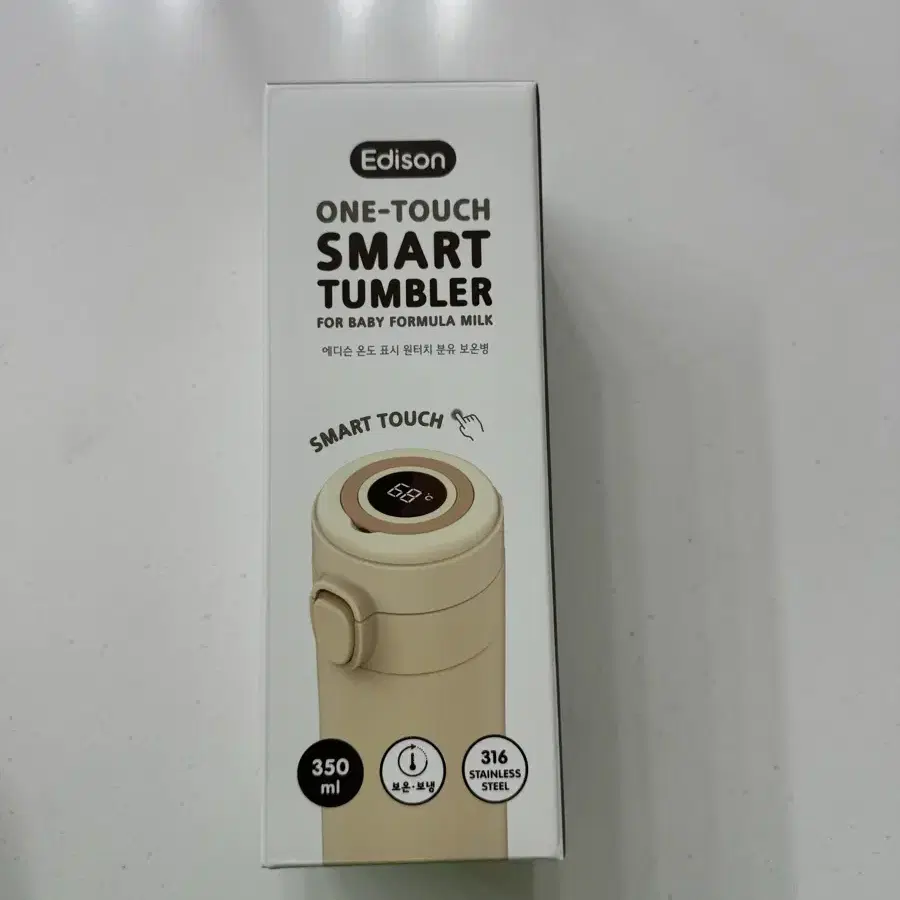 Edison
ONE-TOUCH
SMART
TUMBLER
FOR BABY FORMULA MILK
에디슨 온도 표시 원터치 분유 보온병
SMART TOUCH
68 °c
350
ml
보온·보냉
316
STAINLESS
STEEL